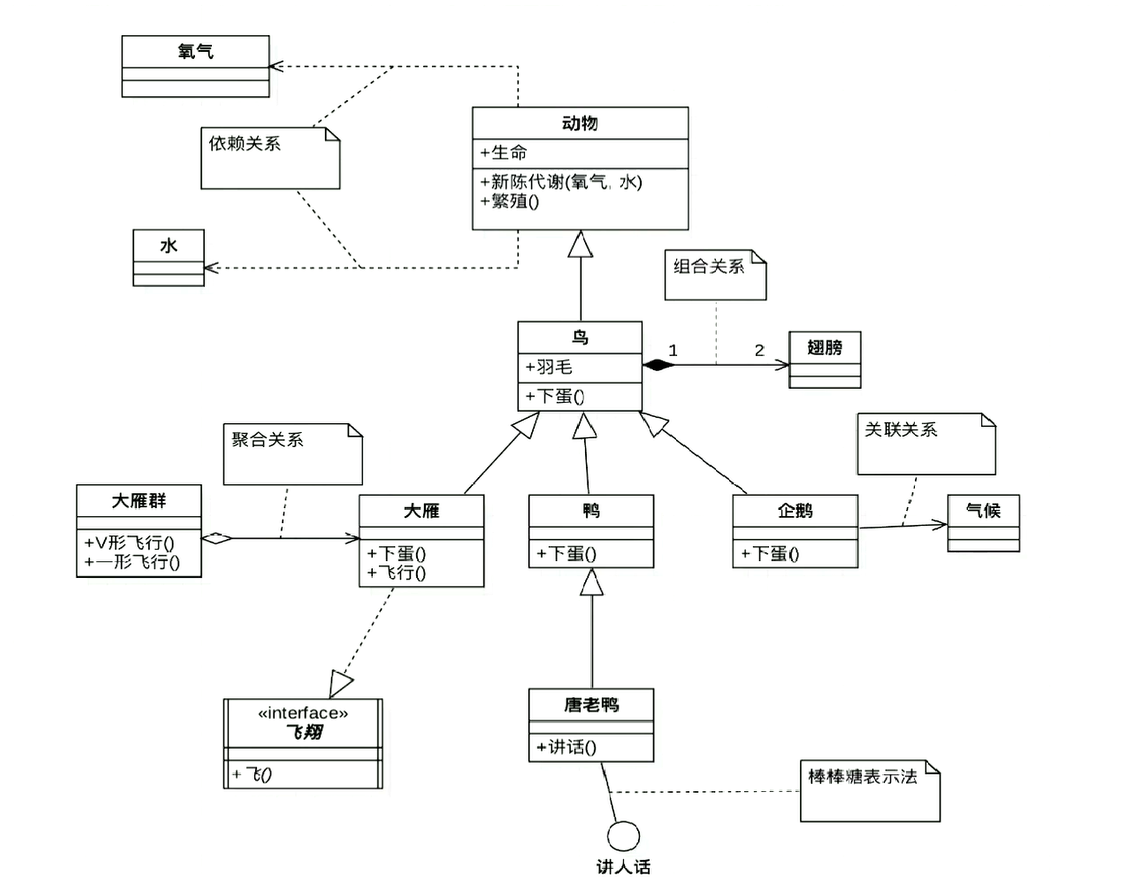 氧气
依赖关系
动物
+生命
+新陈代谢(氧气, 水)
+繁殖()
水
组合关系
鸟
+羽毛
+下蛋()
1
2
翅膀
聚合关系
关联关系
大雁群
+V形飞行()
+一形飞行()
大雁
+下蛋()
+飞行()
鸭
+下蛋()
企鹅
+下蛋()
气候
«interface»
飞翔
+飞()
唐老鸭
+讲话()
棒棒糖表示法
讲人话